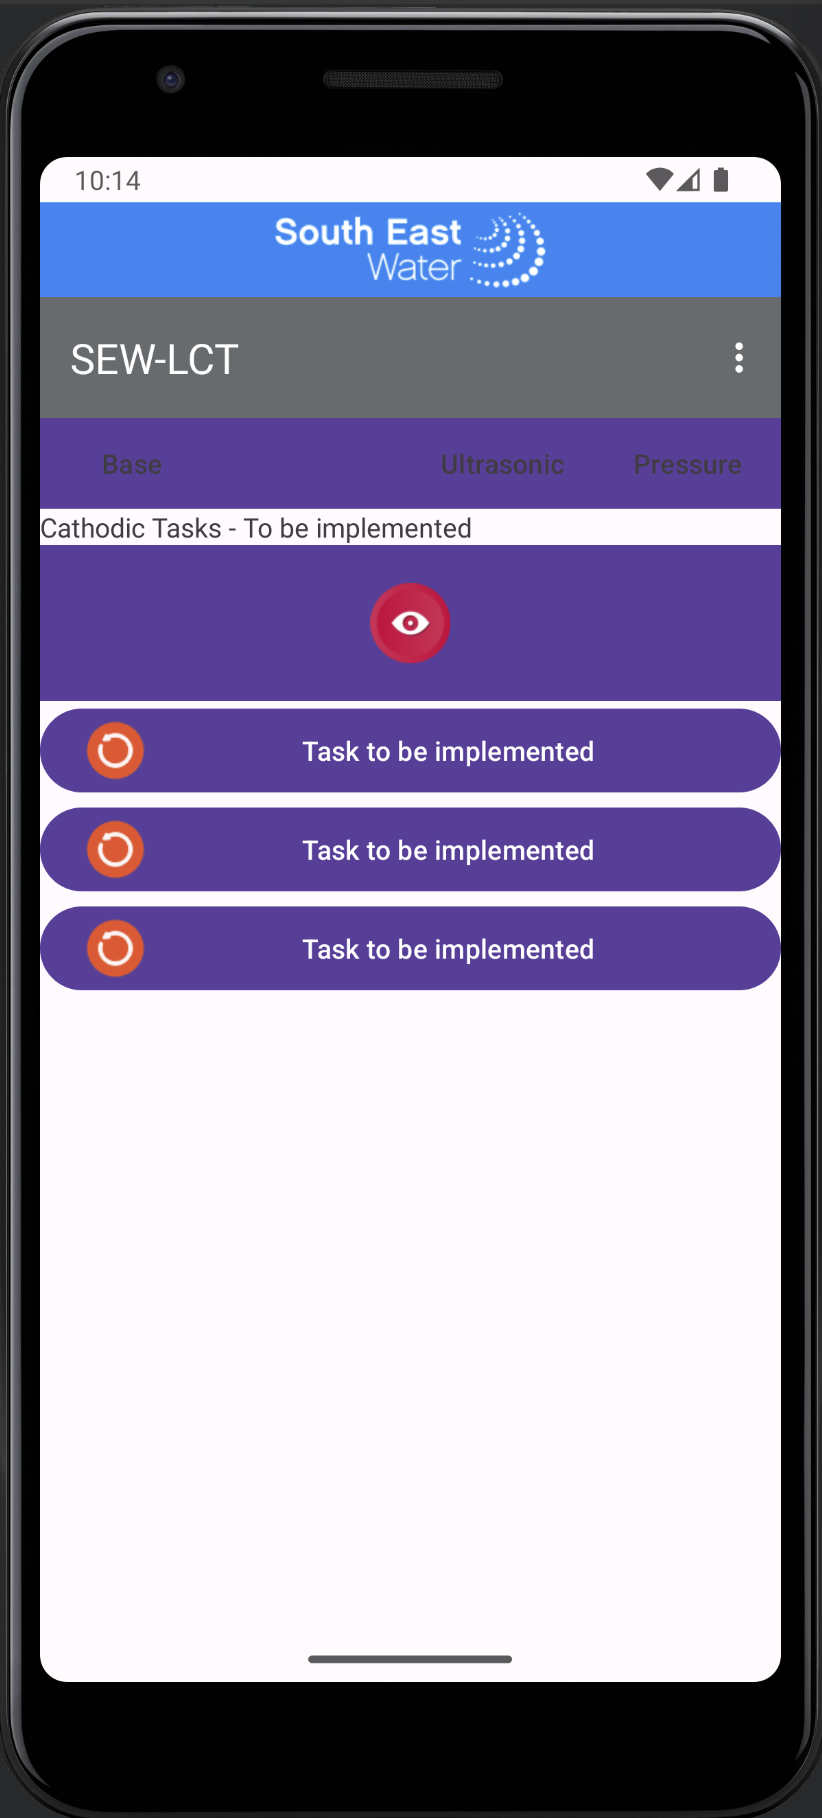 10:14
South East
Water
SEW-LCT
Base Ultrasonic Pressure
Cathodic Tasks - To be implemented
Task to be implemented
Task to be implemented
Task to be implemented